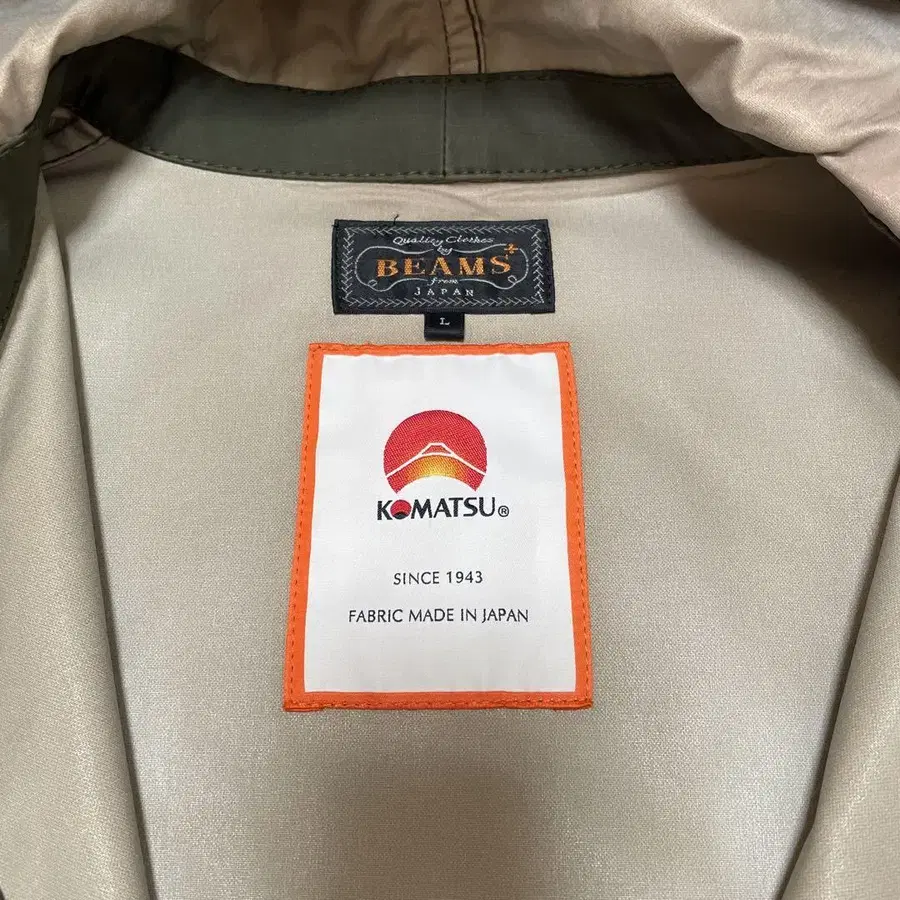 Quality Clothes
by
BEAMS+
from
JAPAN
L
KOMATSU®
SINCE 1943
FABRIC MADE IN JAPAN